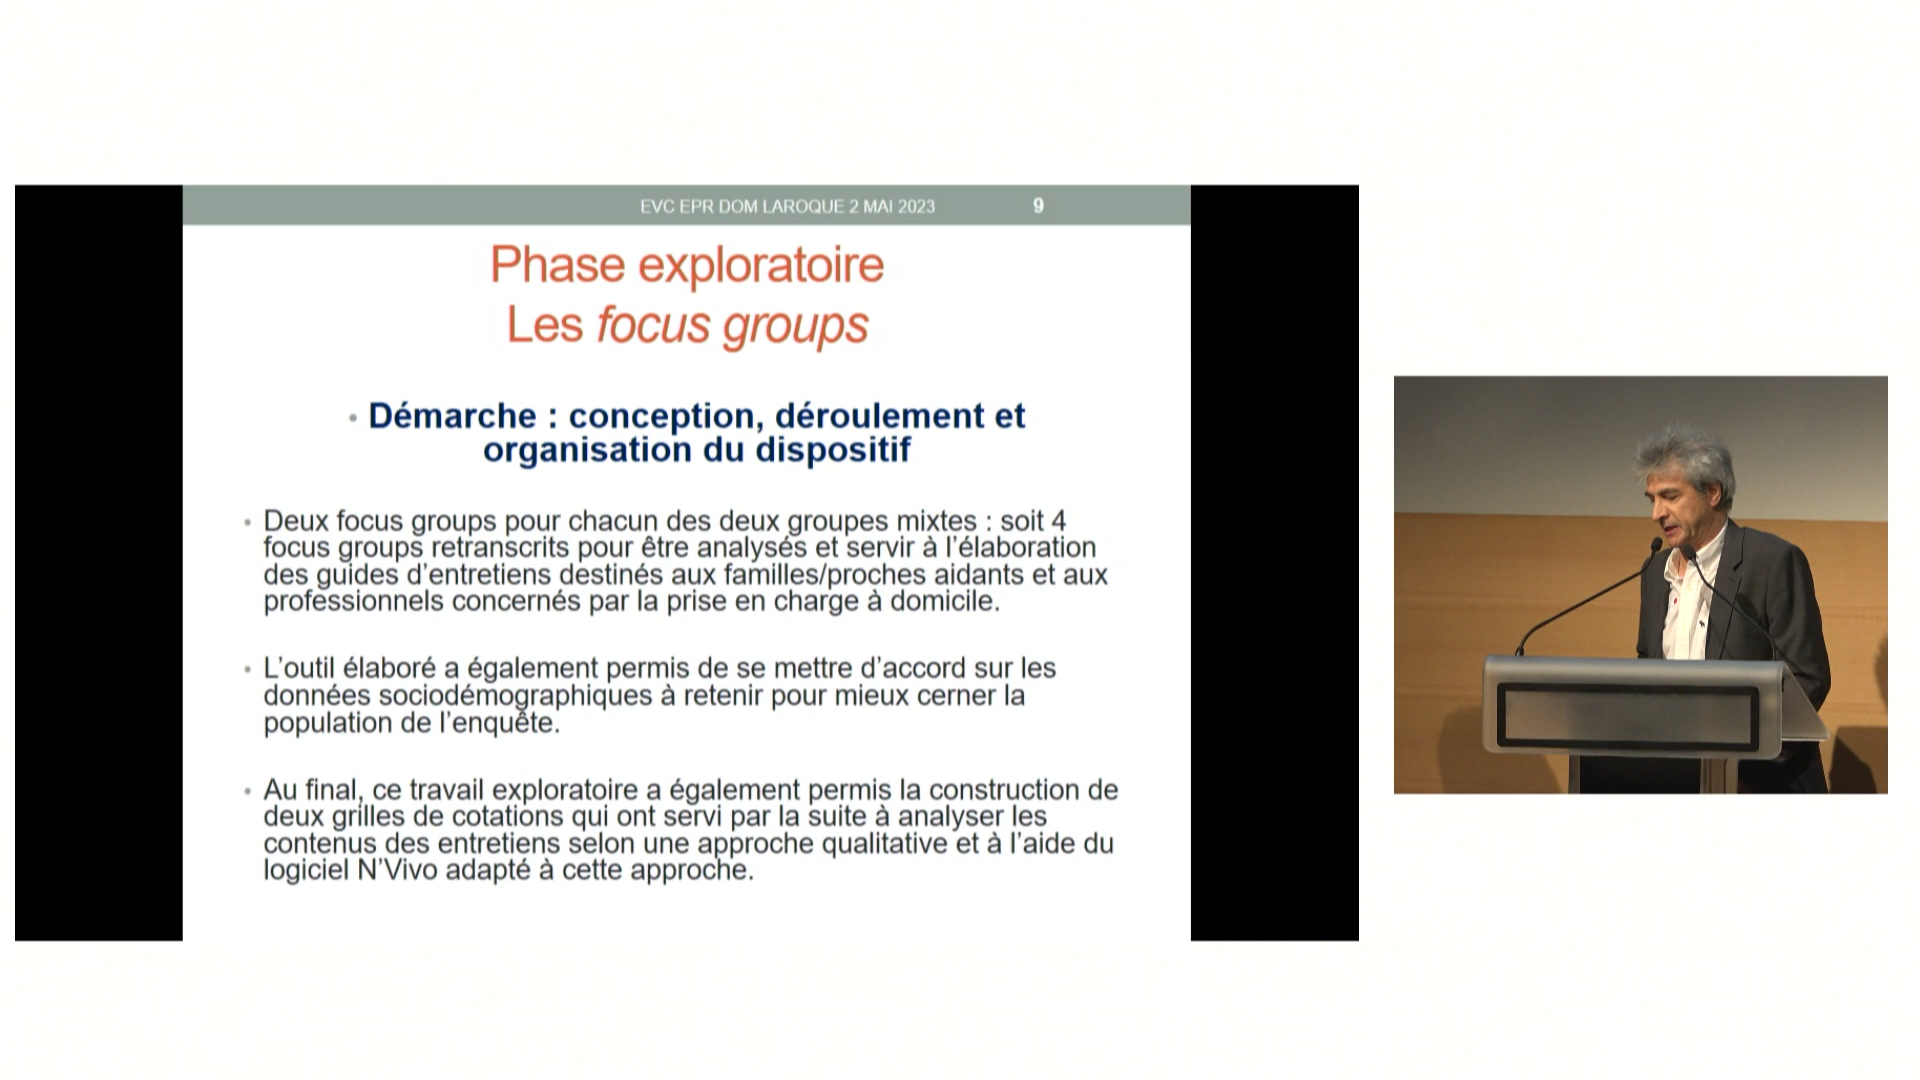 EVC EPR DOM LAROQUE 2 MAI 2023 9
Phase exploratoire
Les focus groups
• Démarche : conception, déroulement et
organisation du dispositif
• Deux focus groups pour chacun des deux groupes mixtes : soit 4
focus groups retranscrits pour être analysés et servir à l’élaboration
des guides d’entretiens destinés aux familles/proches aidants et aux
professionnels concernés par la prise en charge à domicile.
• L’outil élaboré a également permis de se mettre d’accord sur les
données sociodémographiques à retenir pour mieux cerner la
population de l’enquête.
• Au final, ce travail exploratoire a également permis la construction de
deux grilles de cotations qui ont servi par la suite à analyser les
contenus des entretiens selon une approche qualitative et à l’aide du
logiciel N’Vivo adapté à cette approche.